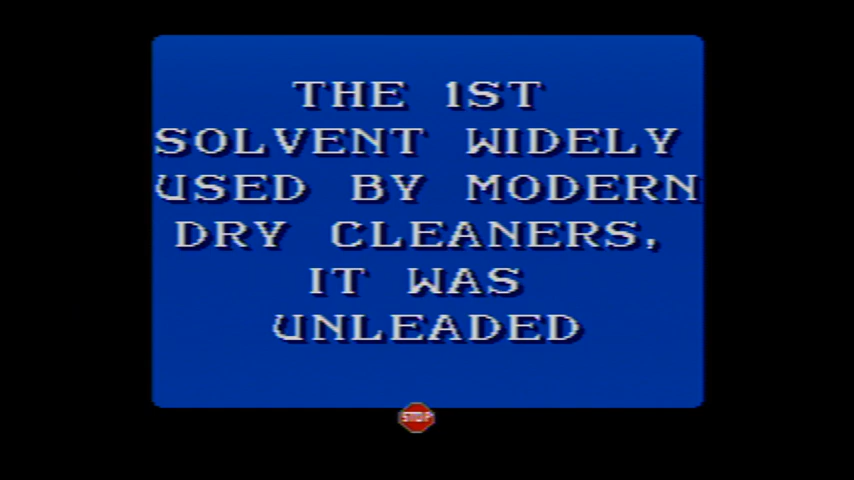 THE 1ST
SOLVENT WIDELY
USED BY MODERN
DRY CLEANERS,
IT WAS
UNLEADED
STOP